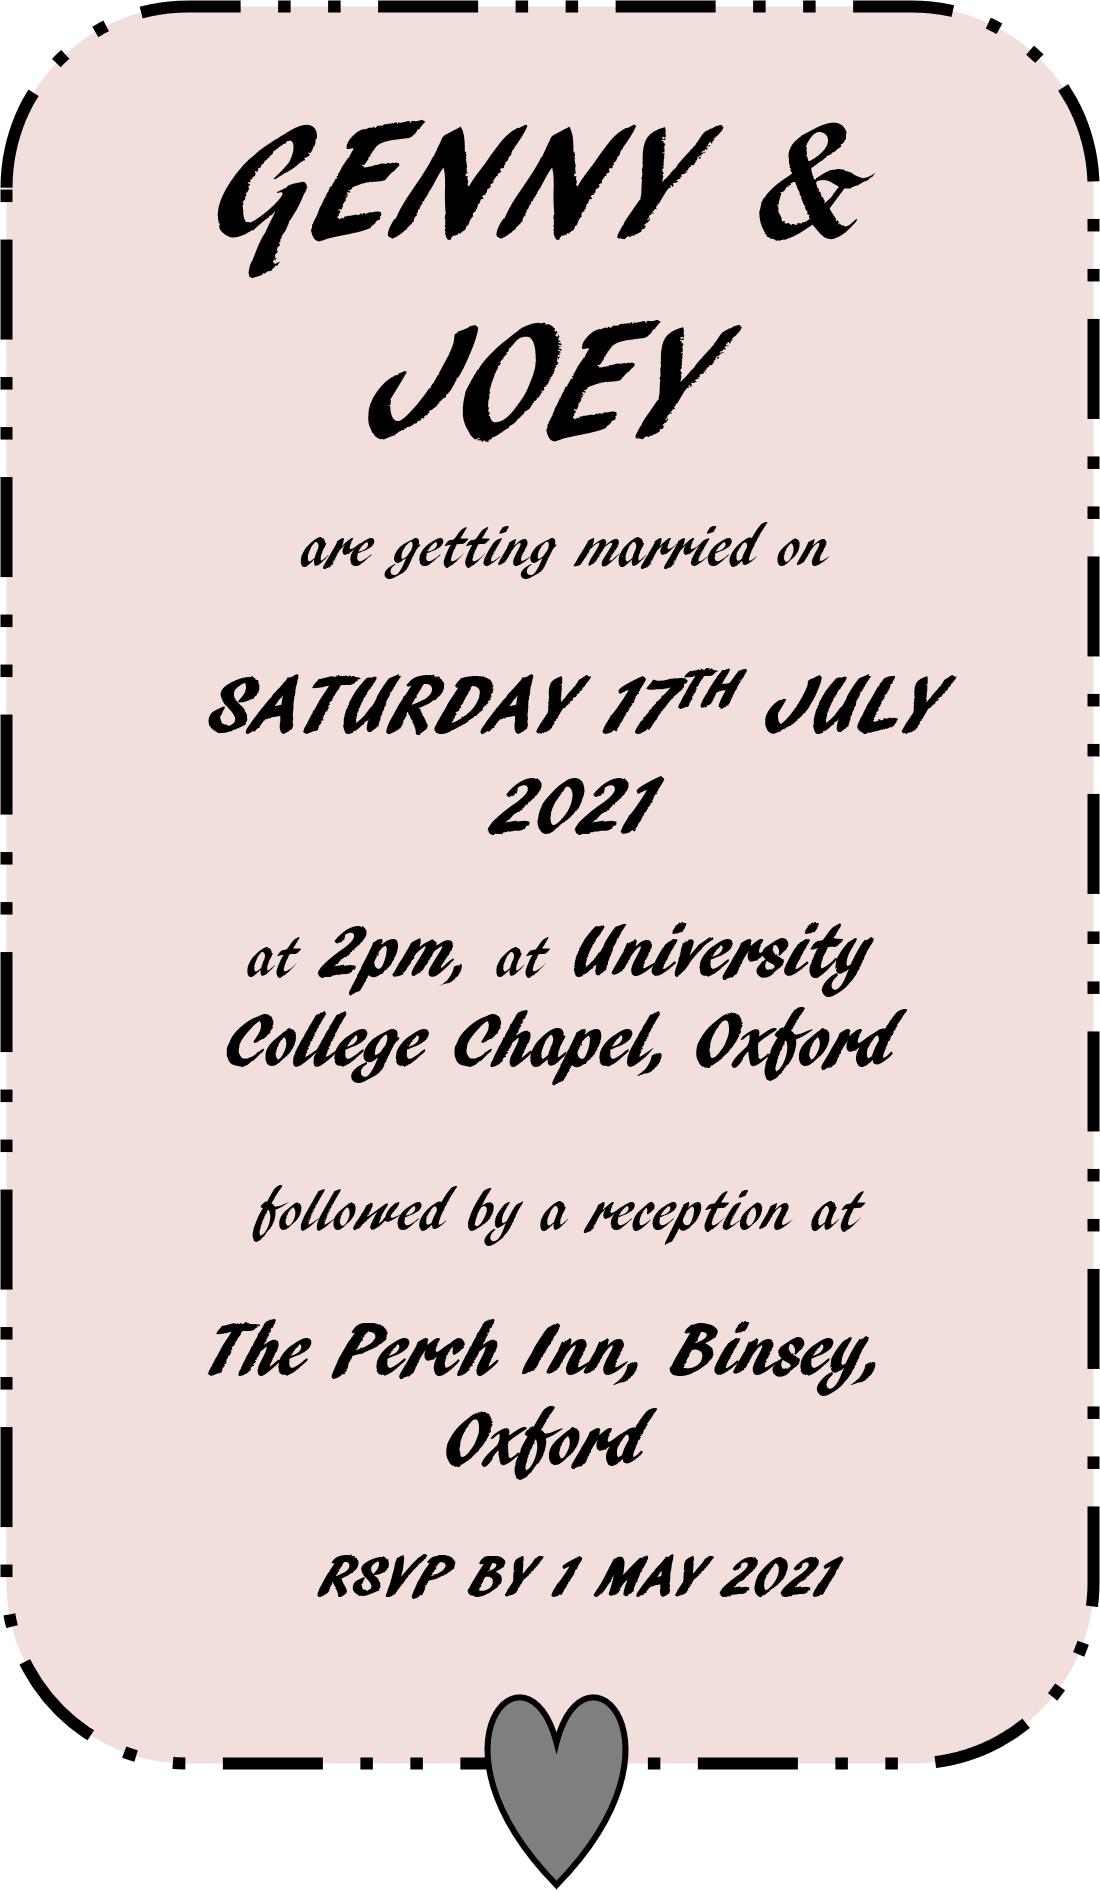 GENNY &
JOEY
are getting married on
SATURDAY 17TH JULY
2021
at 2pm, at University
College Chapel, Oxford
followed by a reception at
The Perch Inn, Binsey,
Oxford
RSVP BY 1 MAY 2021